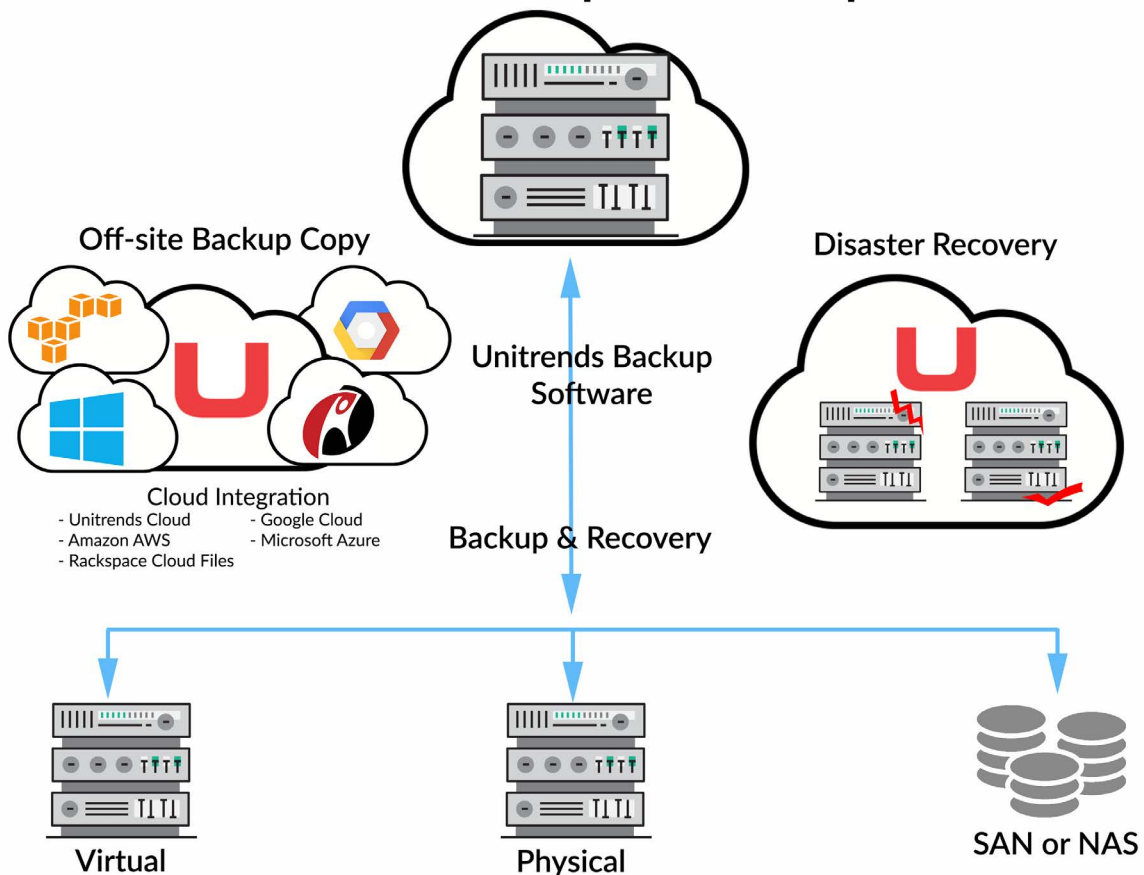 Off-site Backup Copy
Disaster Recovery
Unitrends Backup
Software
Cloud Integration
- Unitrends Cloud
- Google Cloud
- Amazon AWS
- Microsoft Azure
- Rackspace Cloud Files
Backup & Recovery
Virtual
Physical
SAN or NAS